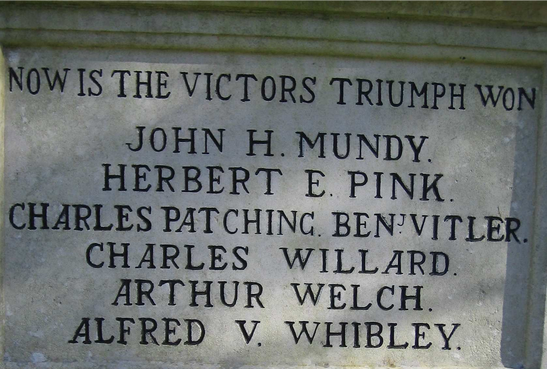 NOW IS THE VICTORS TRIUMPH WON
JOHN H. MUNDY.
HERBERT E. PINK.
CHARLES PATCHING. BENJ VITLER.
CHARLES WILLARD.
ARTHUR WELCH.
ALFRED V. WHIBLEY.